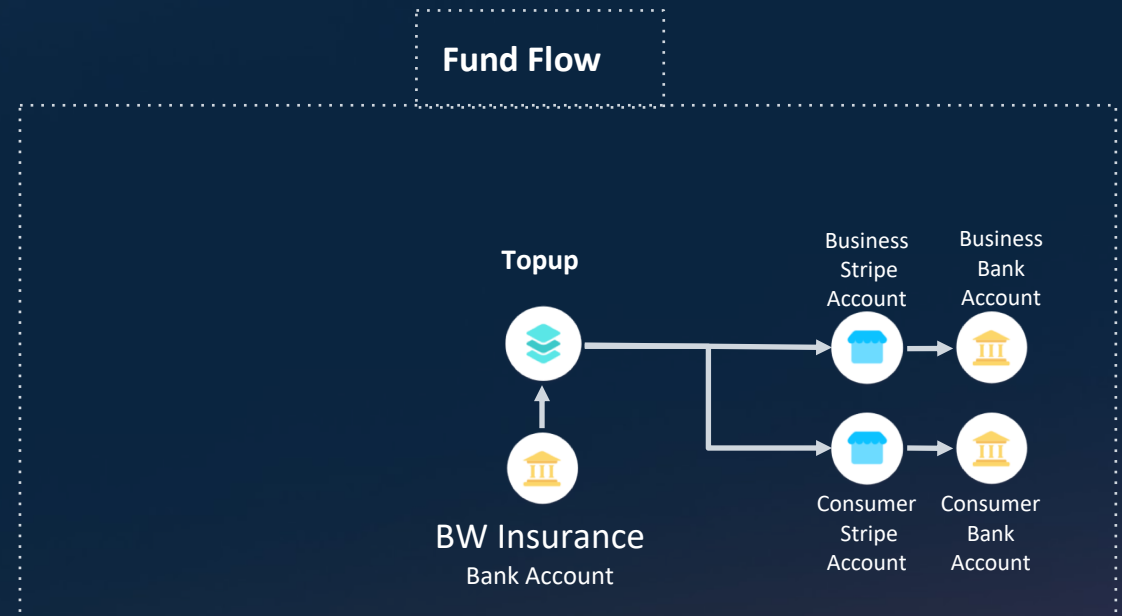 Fund Flow
Topup
Business
Stripe
Account
Business
Bank
Account
BW Insurance
Bank Account
Consumer
Stripe
Account
Consumer
Bank
Account